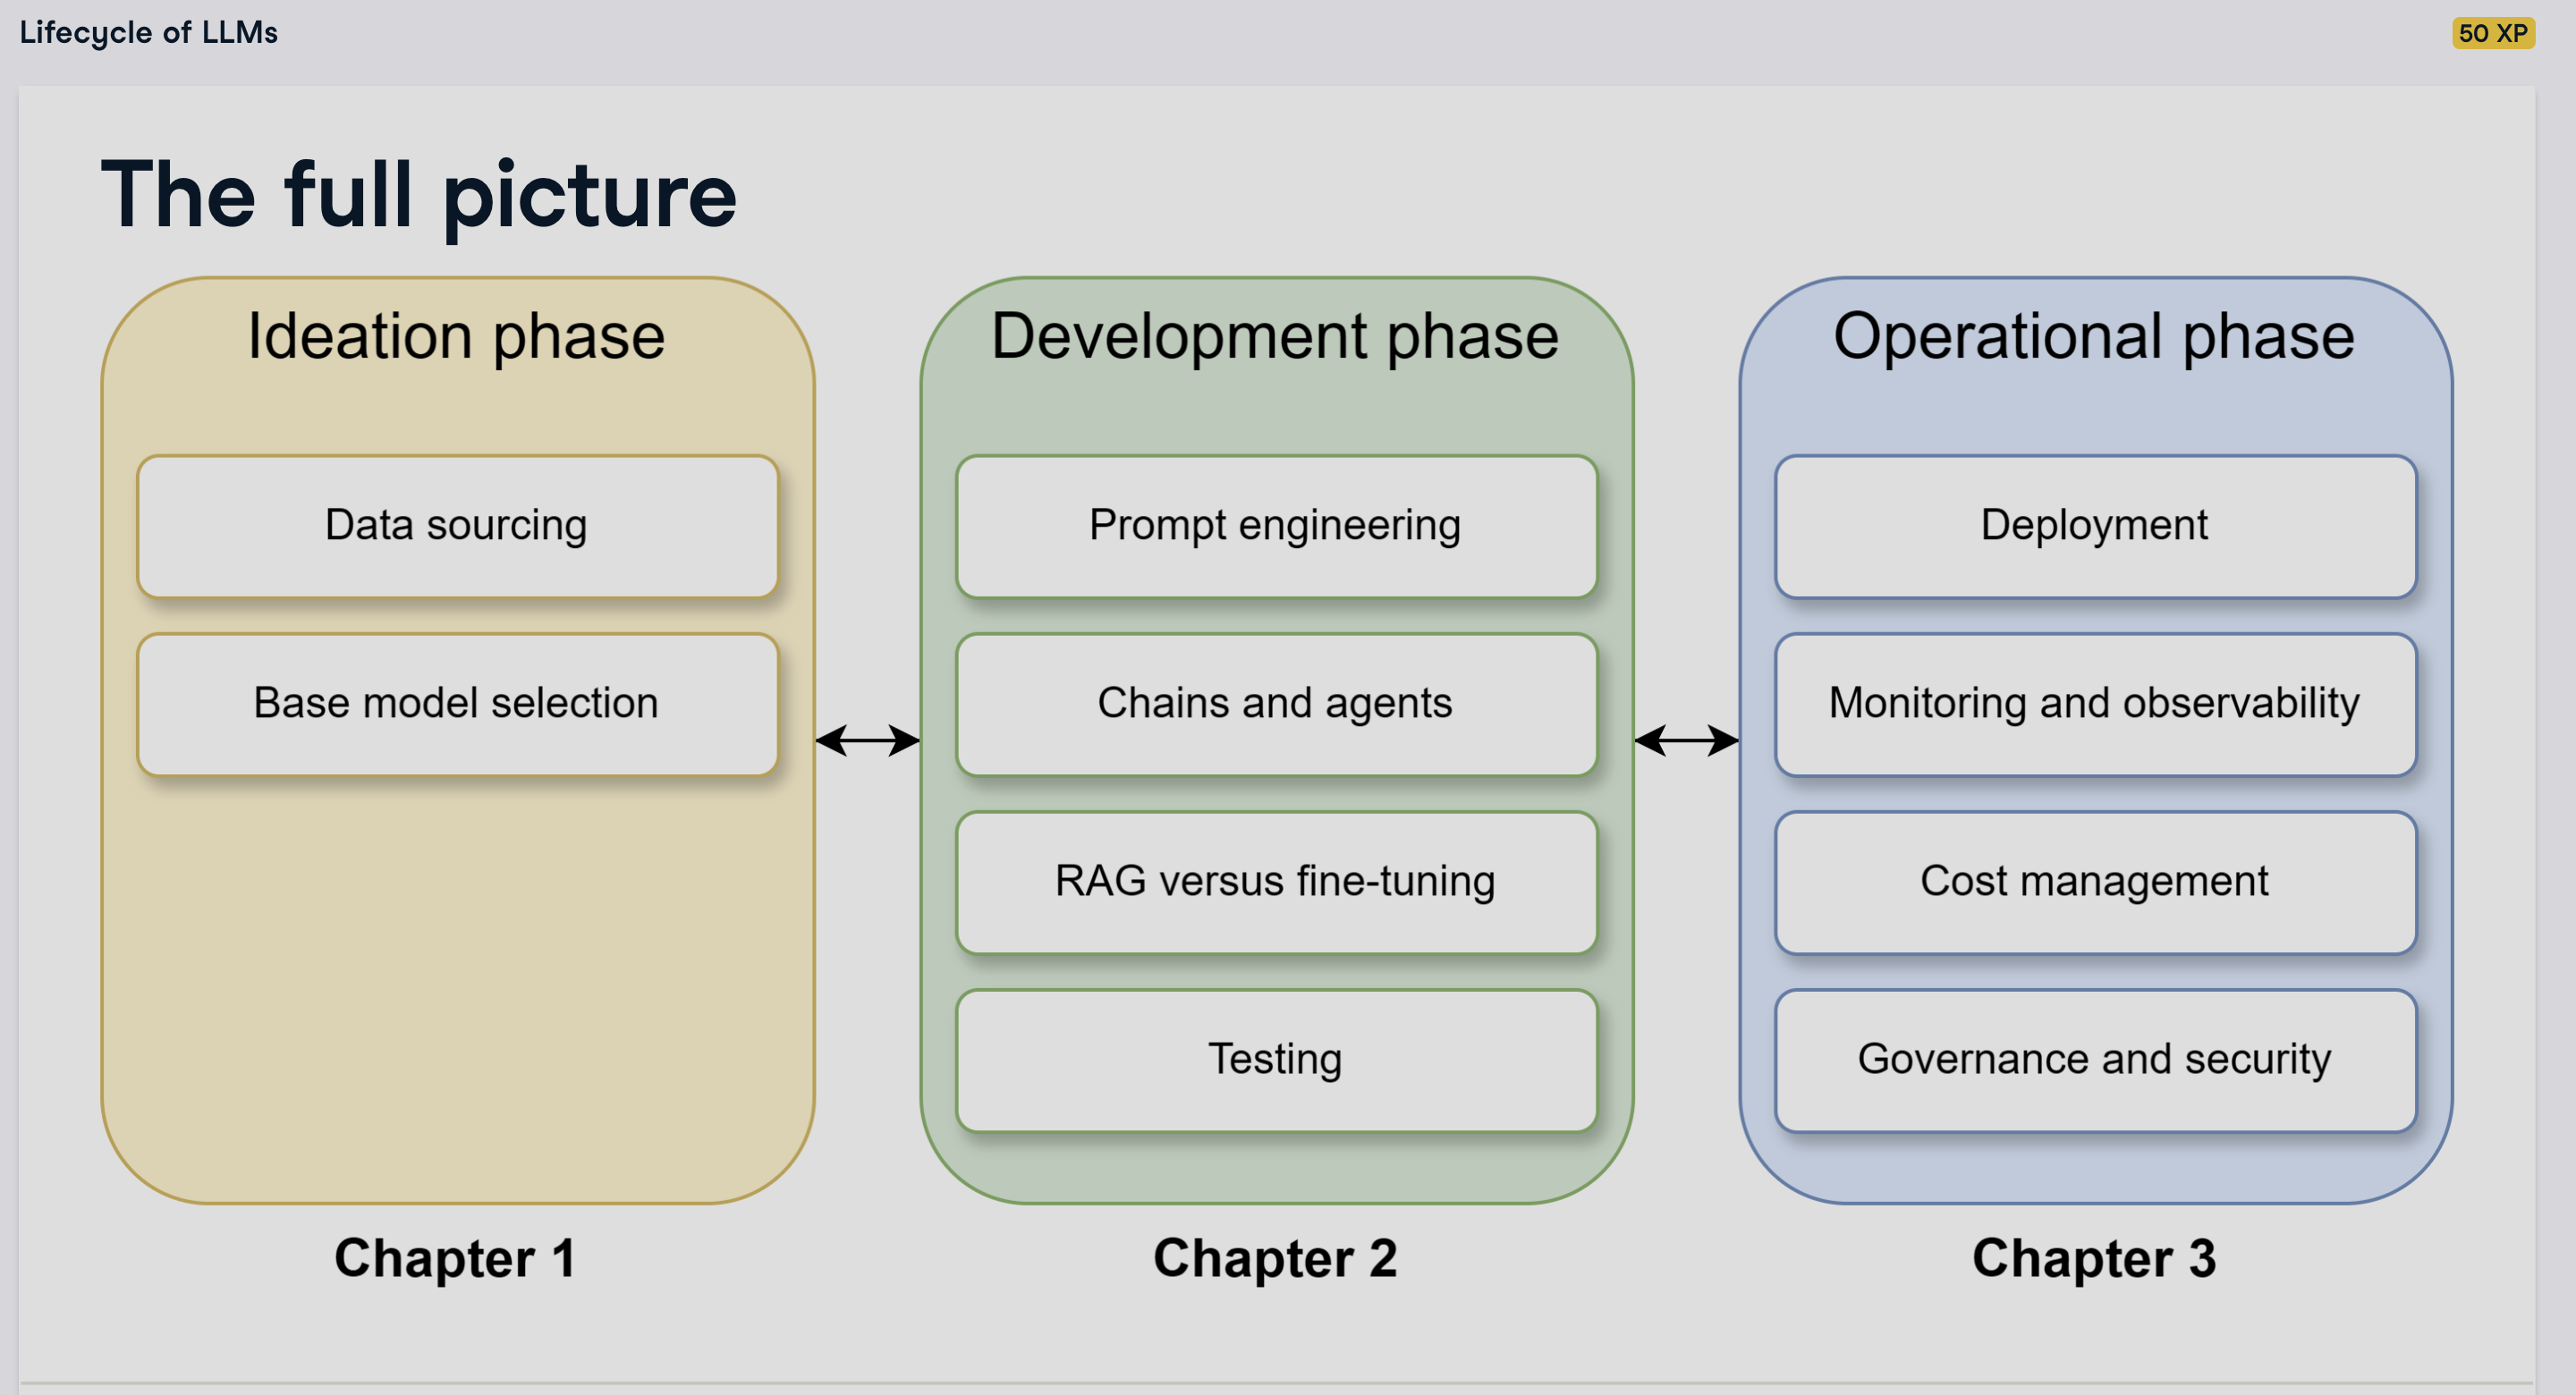 Lifecycle of LLMs
50 XP
The full picture
Ideation phase
Data sourcing
Base model selection
Chapter 1
Development phase
Prompt engineering
Chains and agents
RAG versus fine-tuning
Testing
Chapter 2
Operational phase
Deployment
Monitoring and observability
Cost management
Governance and security
Chapter 3